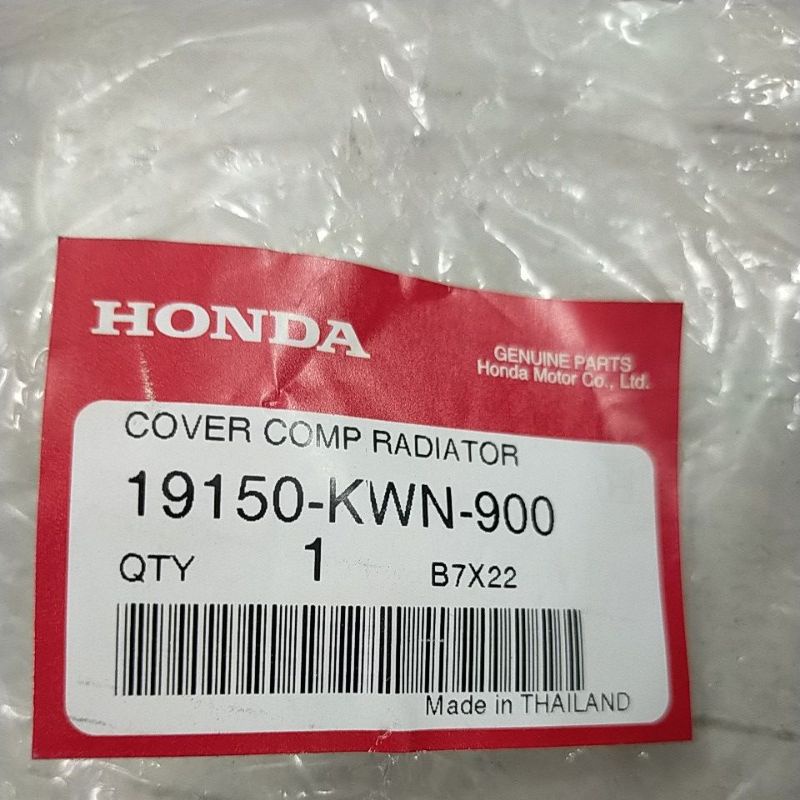 HONDA
GENUINE PARTS
Honda Motor Co., Ltd.
COVER COMP RADIATOR
19150-KWN-900
QTY 1 B7X22
Made in THAILAND